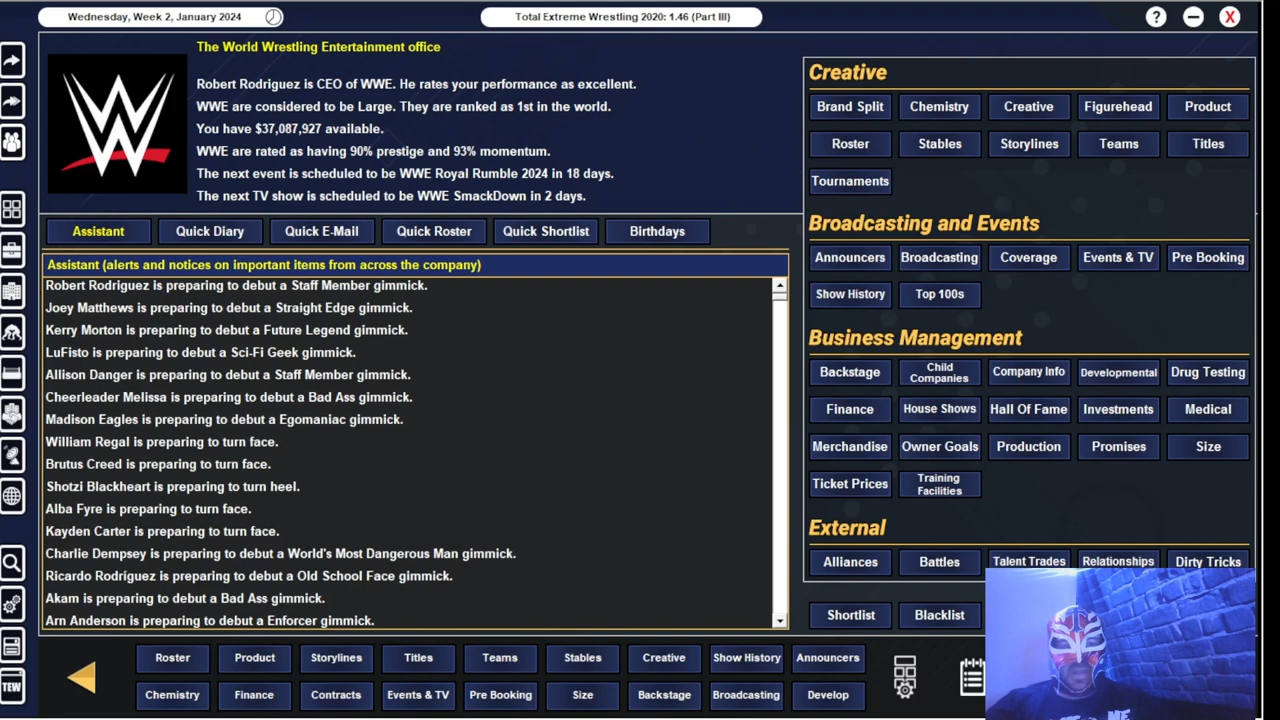 Wednesday, Week 2, January 2024
Total Extreme Wrestling 2020: 1.46 (Part III)
?
X
The World Wrestling Entertainment office
Robert Rodriguez is CEO of WWE. He rates your performance as excellent.
WWE are considered to be Large. They are ranked as 1st in the world.
You have $37,087,927 available.
WWE are rated as having 90% prestige and 93% momentum.
The next event is scheduled to be WWE Royal Rumble 2024 in 18 days.
The next TV show is scheduled to be WWE SmackDown in 2 days.
Assistant Quick Diary Quick E-Mail Quick Roster Quick Shortlist Birthdays
Assistant (alerts and notices on important items from across the company)
Robert Rodriguez is preparing to debut a Staff Member gimmick.
Joey Matthews is preparing to debut a Straight Edge gimmick.
Kerry Morton is preparing to debut a Future Legend gimmick.
LuFisto is preparing to debut a Sci-Fi Geek gimmick.
Allison Danger is preparing to debut a Staff Member gimmick.
Cheerleader Melissa is preparing to debut a Bad Ass gimmick.
Madison Eagles is preparing to debut a Egomaniac gimmick.
William Regal is preparing to turn face.
Brutus Creed is preparing to turn face.
Shotzi Blackheart is preparing to turn heel.
Alba Fyre is preparing to turn face.
Kayden Carter is preparing to turn face.
Charlie Dempsey is preparing to debut a World's Most Dangerous Man gimmick.
Ricardo Rodríguez is preparing to debut a Old School Face gimmick.
Akam is preparing to debut a Bad Ass gimmick.
Arn Anderson is preparing to debut a Enforcer gimmick.
Creative
Brand Split Chemistry Creative Figurehead Product
Roster Stables Storylines Teams Titles
Tournaments
Broadcasting and Events
Announcers Broadcasting Coverage Events & TV Pre Booking
Show History Top 100s
Business Management
Backstage Child Companies Company Info Developmental Drug Testing
Finance House Shows Hall Of Fame Investments Medical
Merchandise Owner Goals Production Promises Size
Ticket Prices Training Facilities
External
Alliances Battles Talent Trades Relationships Dirty Tricks
Shortlist Blacklist
Roster Product Storylines Titles Teams Stables Creative Show History Announcers
Chemistry Finance Contracts Events & TV Pre Booking Size Backstage Broadcasting Develop
TEW